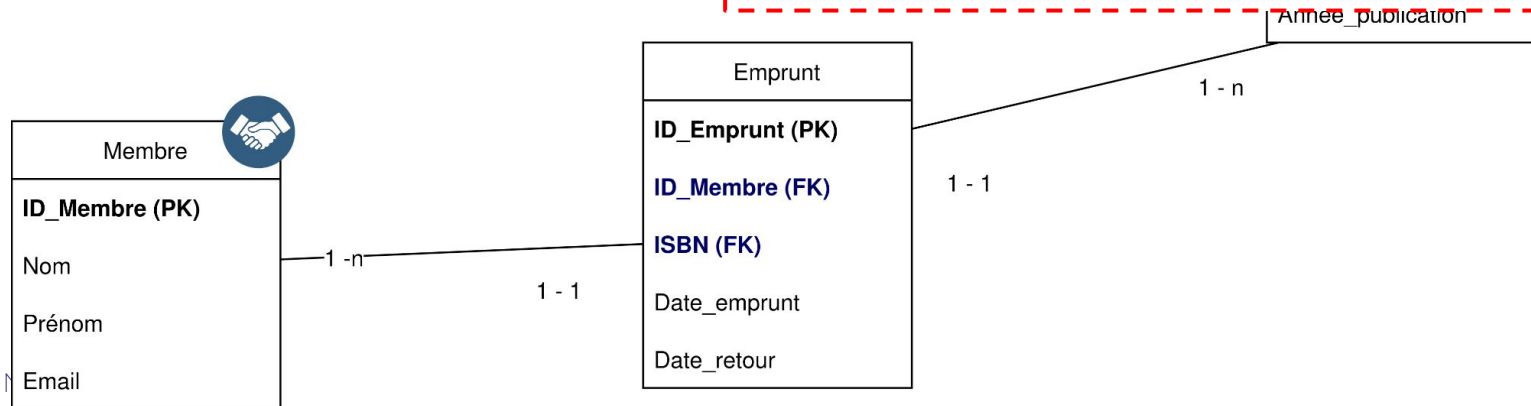 Année_publication
1 - n
Emprunt
ID_Emprunt (PK)
ID_Membre (FK)
ISBN (FK)
Date_emprunt
Date_retour
1 - 1
Membre
ID_Membre (PK)
Nom
Prénom
Email
1 -n
1 - 1